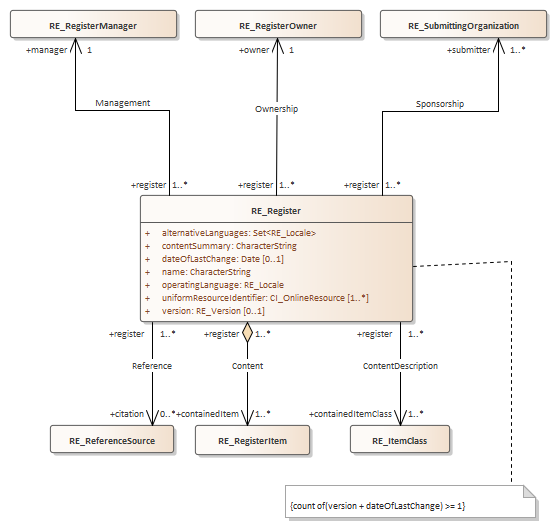 RE_RegisterManager
RE_RegisterOwner
RE_SubmittingOrganization
+manager 1
+owner 1
+submitter 1..*
Management
Ownership
Sponsorship
+register 1..*
+register 1..*
+register 1..*
RE_Register
+ alternativeLanguages: Set<RE_Locale>
+ contentSummary: CharacterString
+ dateOfLastChange: Date [0..1]
+ name: CharacterString
+ operatingLanguage: RE_Locale
+ uniformResourceIdentifier: CI_OnlineResource [1..*]
+ version: RE_Version [0..1]
+register 1..*
+register 1..*
+register 1..*
Reference
Content
ContentDescription
+citation 0..*
+containedItem 1..*
+containedItemClass 1..*
RE_ReferenceSource
RE_RegisterItem
RE_ItemClass
{count of(version + dateOfLastChange) >= 1}